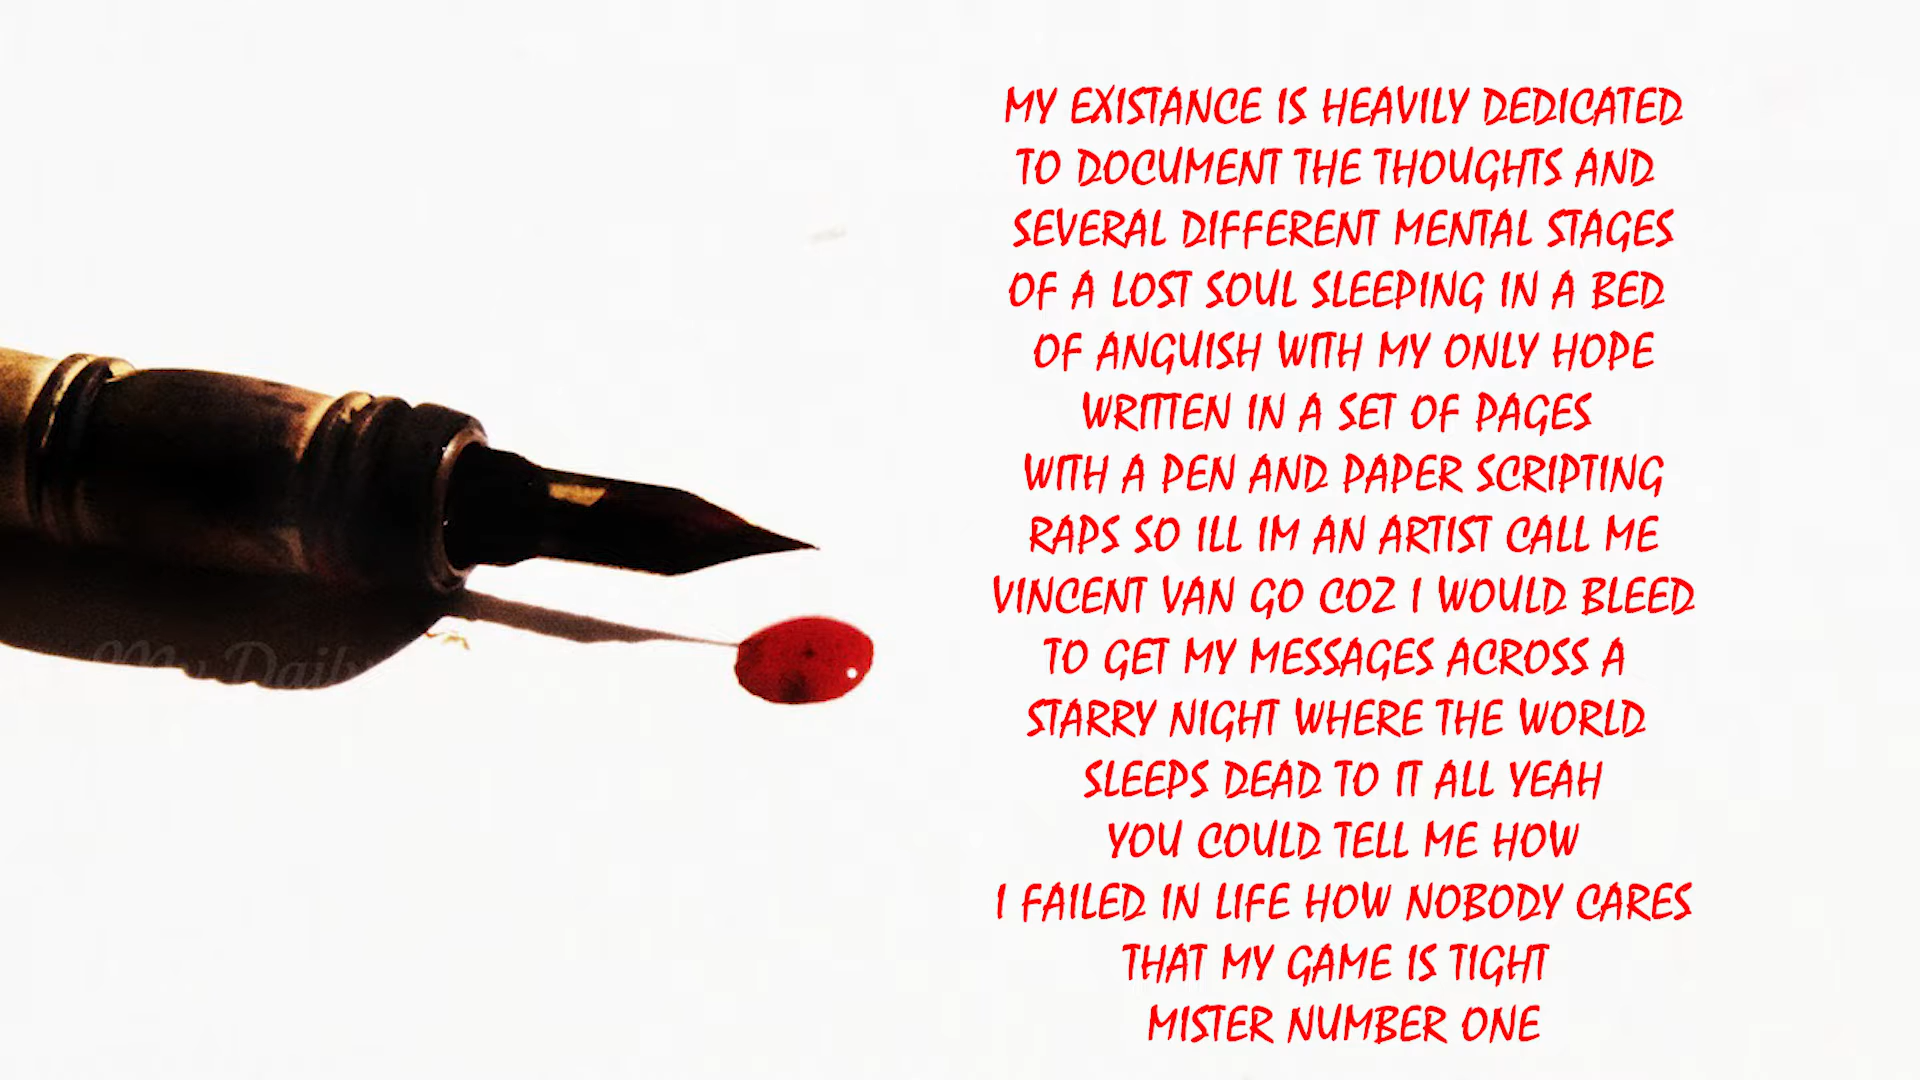 MY EXISTANCE IS HEAVILY DEDICATED
TO DOCUMENT THE THOUGHTS AND
SEVERAL DIFFERENT MENTAL STAGES
OF A LOST SOUL SLEEPING IN A BED
OF ANGUISH WITH MY ONLY HOPE
WRITTEN IN A SET OF PAGES
WITH A PEN AND PAPER SCRIPTING
RAPS SO ILL IM AN ARTIST CALL ME
VINCENT VAN GO COZ I WOULD BLEED
TO GET MY MESSAGES ACROSS A
STARRY NIGHT WHERE THE WORLD
SLEEPS DEAD TO IT ALL YEAH
YOU COULD TELL ME HOW
I FAILED IN LIFE HOW NOBODY CARES
THAT MY GAME IS TIGHT
MISTER NUMBER ONE
My Daily